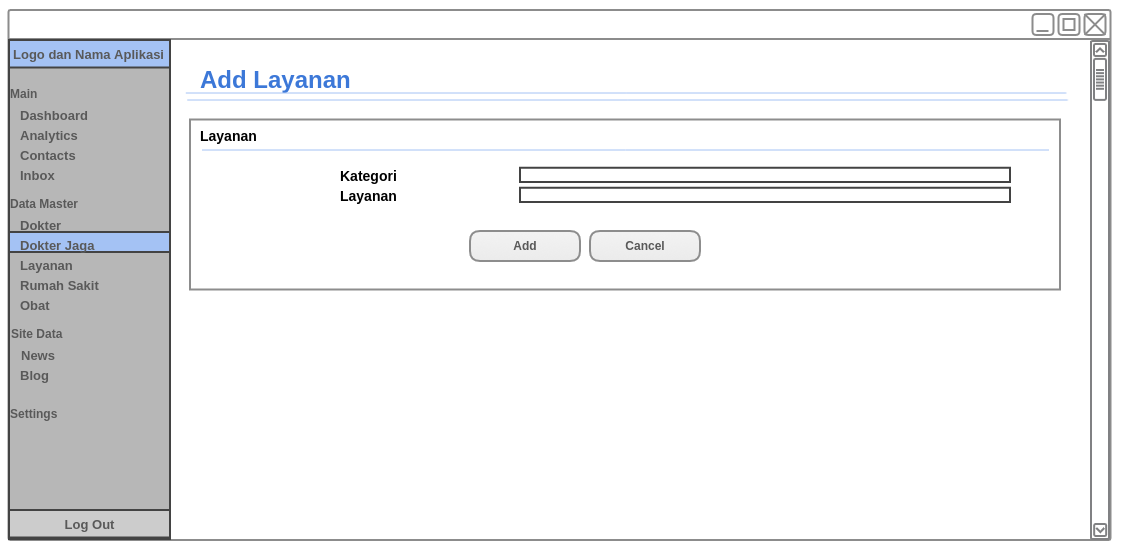 Logo dan Nama Aplikasi
Main
Dashboard
Analytics
Contacts
Inbox
Data Master
Dokter
Dokter Jaga
Layanan
Rumah Sakit
Obat
Site Data
News
Blog
Settings
Log Out
Add Layanan
Layanan
Kategori
Layanan
Add Cancel